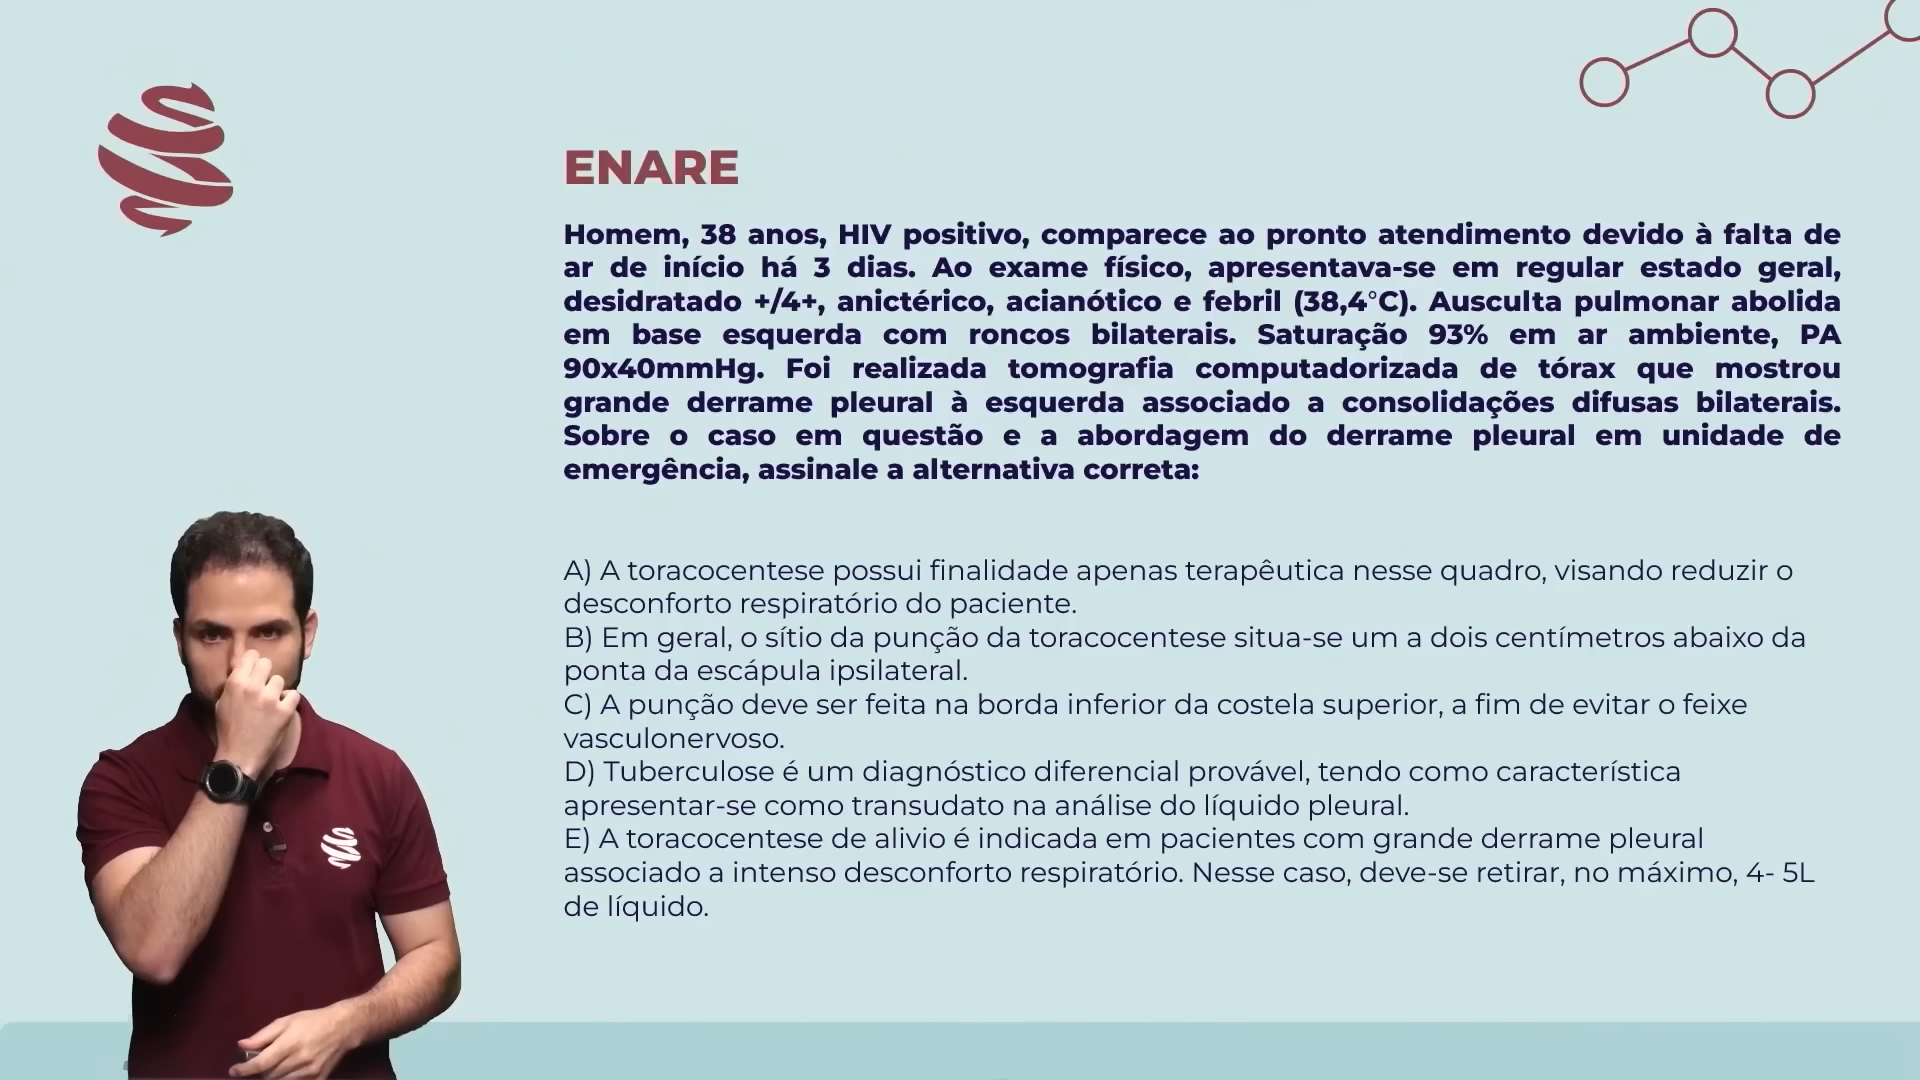 ENARE
Homem, 38 anos, HIV positivo, comparece ao pronto atendimento devido à falta de
ar de início há 3 dias. Ao exame físico, apresentava-se em regular estado geral,
desidratado +/4+, anictérico, acianótico e febril (38,4°C). Ausculta pulmonar abolida
em base esquerda com roncos bilaterais. Saturação 93% em ar ambiente, PA
90x40mmHg. Foi realizada tomografia computadorizada de tórax que mostrou
grande derrame pleural à esquerda associado a consolidações difusas bilaterais.
Sobre o caso em questão e a abordagem do derrame pleural em unidade de
emergência, assinale a alternativa correta:
A) A toracocentese possui finalidade apenas terapêutica nesse quadro, visando reduzir o
desconforto respiratório do paciente.
B) Em geral, o sítio da punção da toracocentese situa-se um a dois centímetros abaixo da
ponta da escápula ipsilateral.
C) A punção deve ser feita na borda inferior da costela superior, a fim de evitar o feixe
vasculonervoso.
D) Tuberculose é um diagnóstico diferencial provável, tendo como característica
apresentar-se como transudato na análise do líquido pleural.
E) A toracocentese de alivio é indicada em pacientes com grande derrame pleural
associado a intenso desconforto respiratório. Nesse caso, deve-se retirar, no máximo, 4- 5L
de líquido.